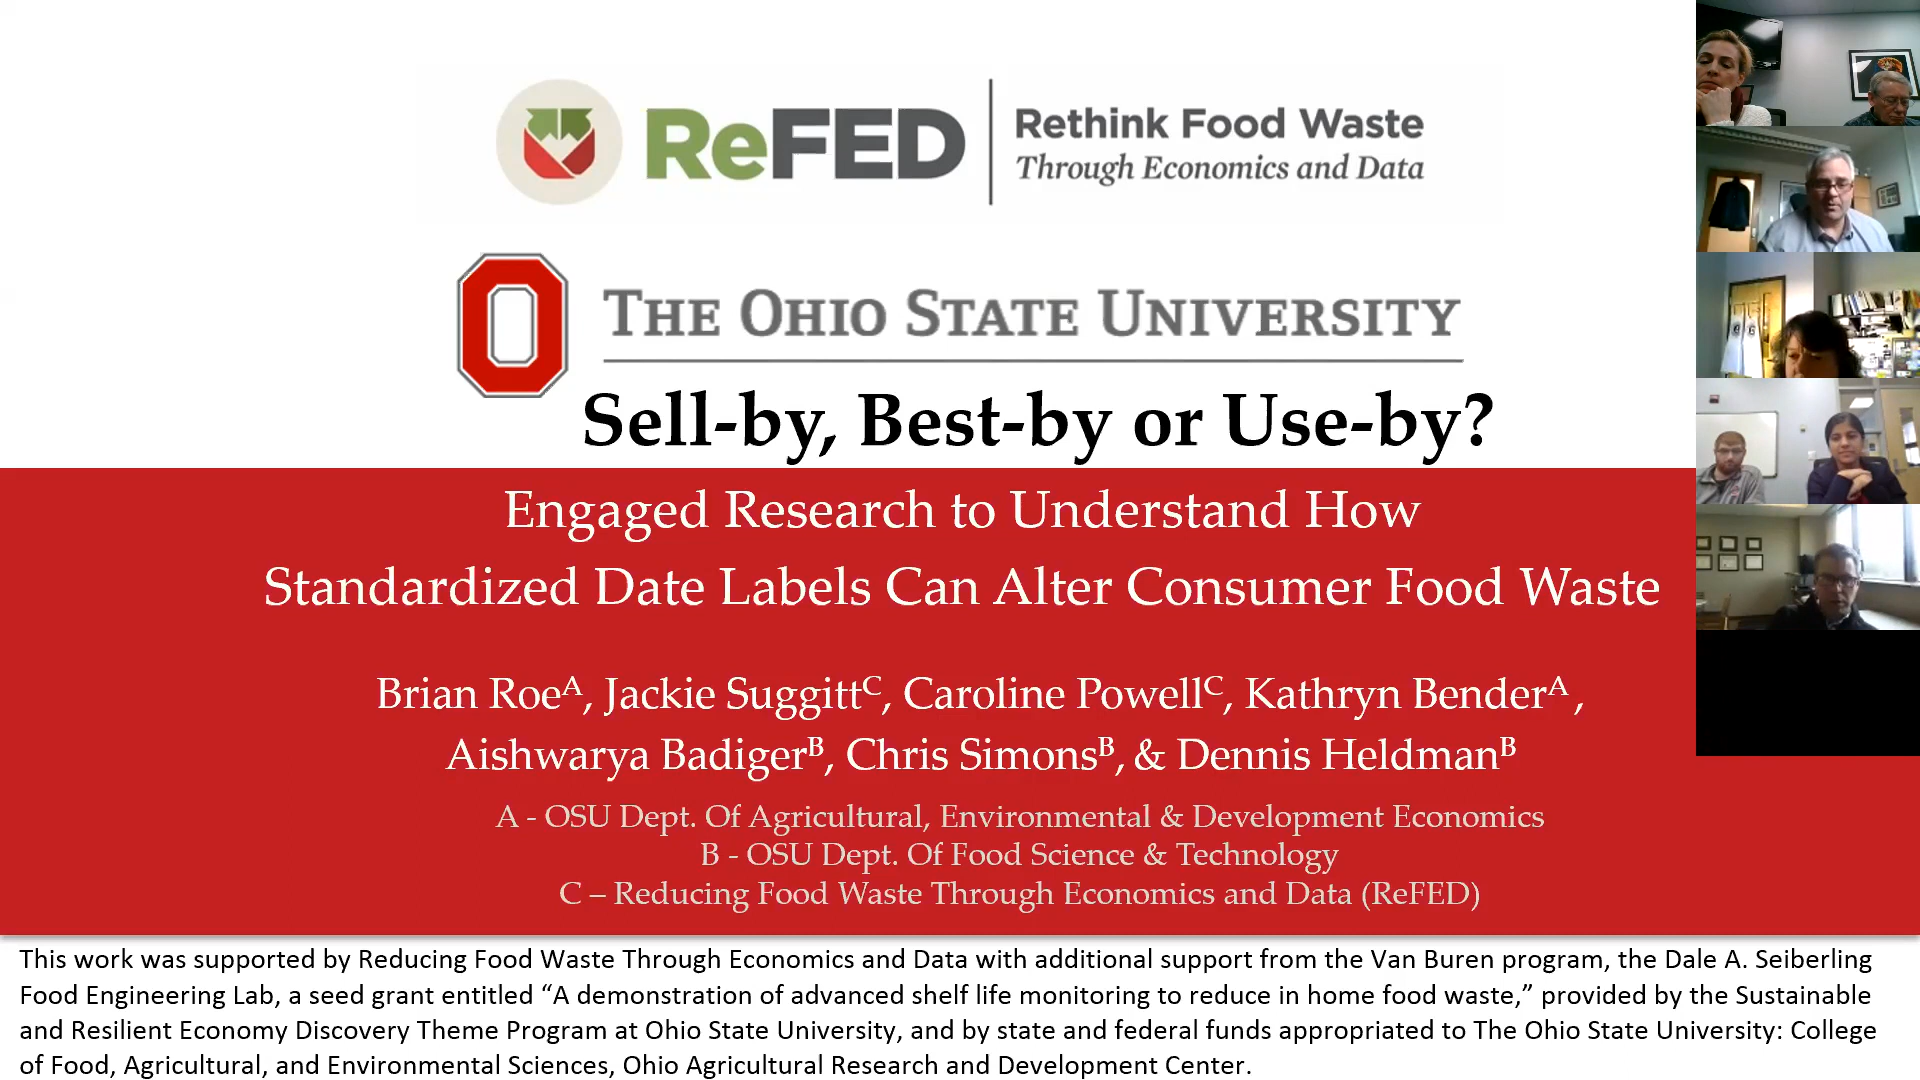 ReFED
Rethink Food Waste
Through Economics and Data
THE OHIO STATE UNIVERSITY
Sell-by, Best-by or Use-by?
Engaged Research to Understand How
Standardized Date Labels Can Alter Consumer Food Waste
Brian Roeᴬ, Jackie Suggittᶜ, Caroline Powellᶜ, Kathryn Benderᴬ,
Aishwarya Badigerᴮ, Chris Simonsᴮ, & Dennis Heldmanᴮ
A - OSU Dept. Of Agricultural, Environmental & Development Economics
B - OSU Dept. Of Food Science & Technology
C – Reducing Food Waste Through Economics and Data (ReFED)
This work was supported by Reducing Food Waste Through Economics and Data with additional support from the Van Buren program, the Dale A. Seiberling
Food Engineering Lab, a seed grant entitled “A demonstration of advanced shelf life monitoring to reduce in home food waste,” provided by the Sustainable
and Resilient Economy Discovery Theme Program at Ohio State University, and by state and federal funds appropriated to The Ohio State University: College
of Food, Agricultural, and Environmental Sciences, Ohio Agricultural Research and Development Center.